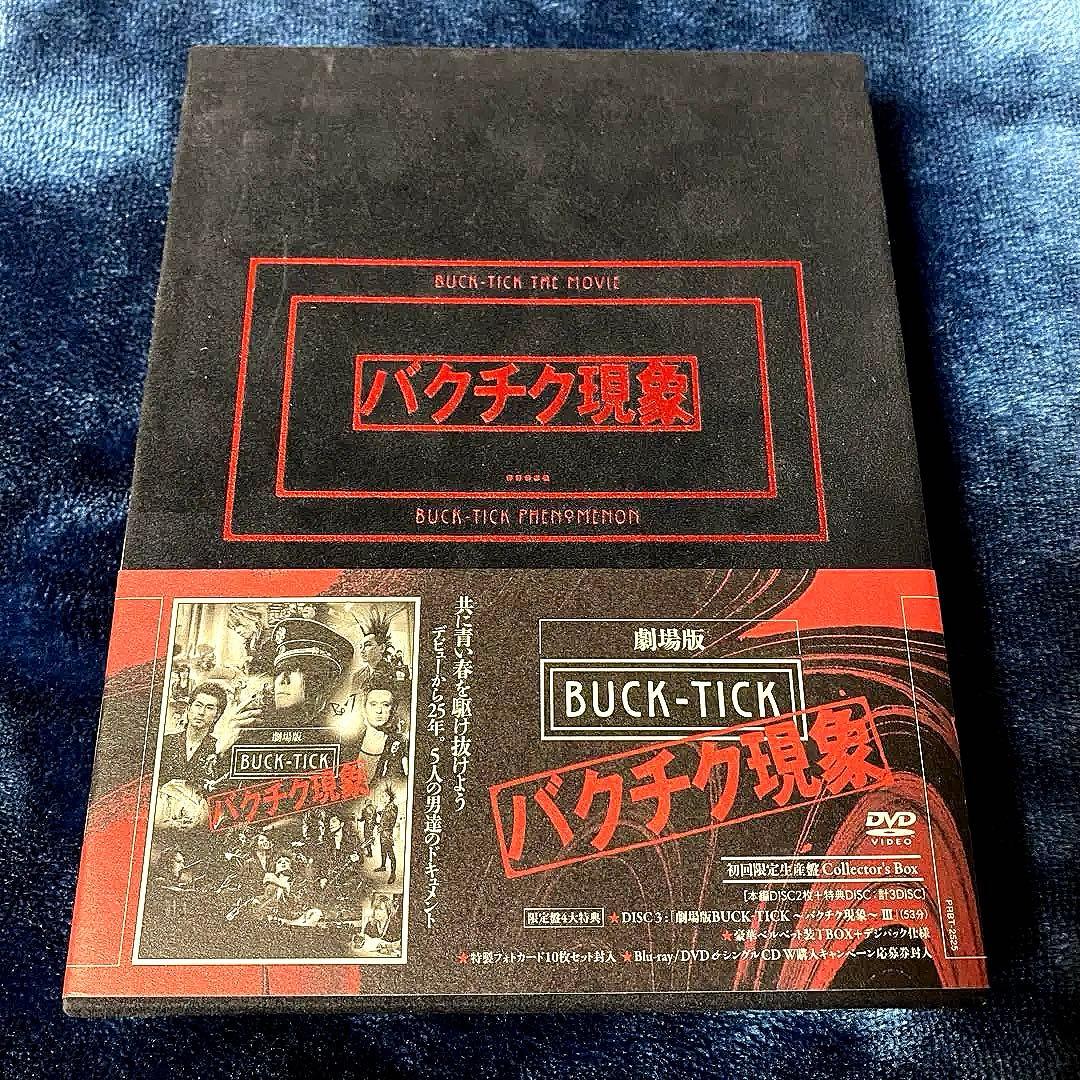 BUCK-TICK THE MOVIE
バクチク現象
BUCK-TICK PHENOMENON
共に青い春を駆け抜けよう
デビューから25年。5人の男達のドキュメント
劇場版
BUCK-TICK
バクチク現象
劇場版
BUCK-TICK
バクチク現象
DVD
VIDEO
初回限定生産盤 Collector's Box
[本編DISC2枚+特典DISC:計3DISC]
限定盤4大特典 ★DISC 3:「劇場版BUCK-TICK ～バクチク現象～ III」(53分)
★豪華ベルベット装丁BOX+デジパック仕様
★特製フォトカード10枚セット封入 ★Blu-ray/DVD&シングルCD W購入キャンペーン応募券封入